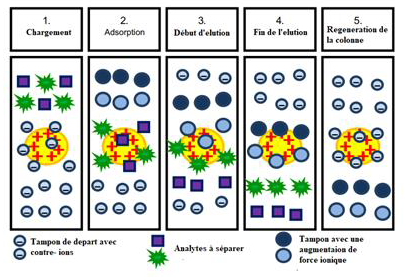 1.
Chargement
2.
Adsorption
3.
Début d'elution
4.
Fin de l'elution
5.
Regeneration de
la colonne
Tampon de depart avec
contre- ions
Analytes à séparer
Tampon avec une
augmentaion de
force ionique